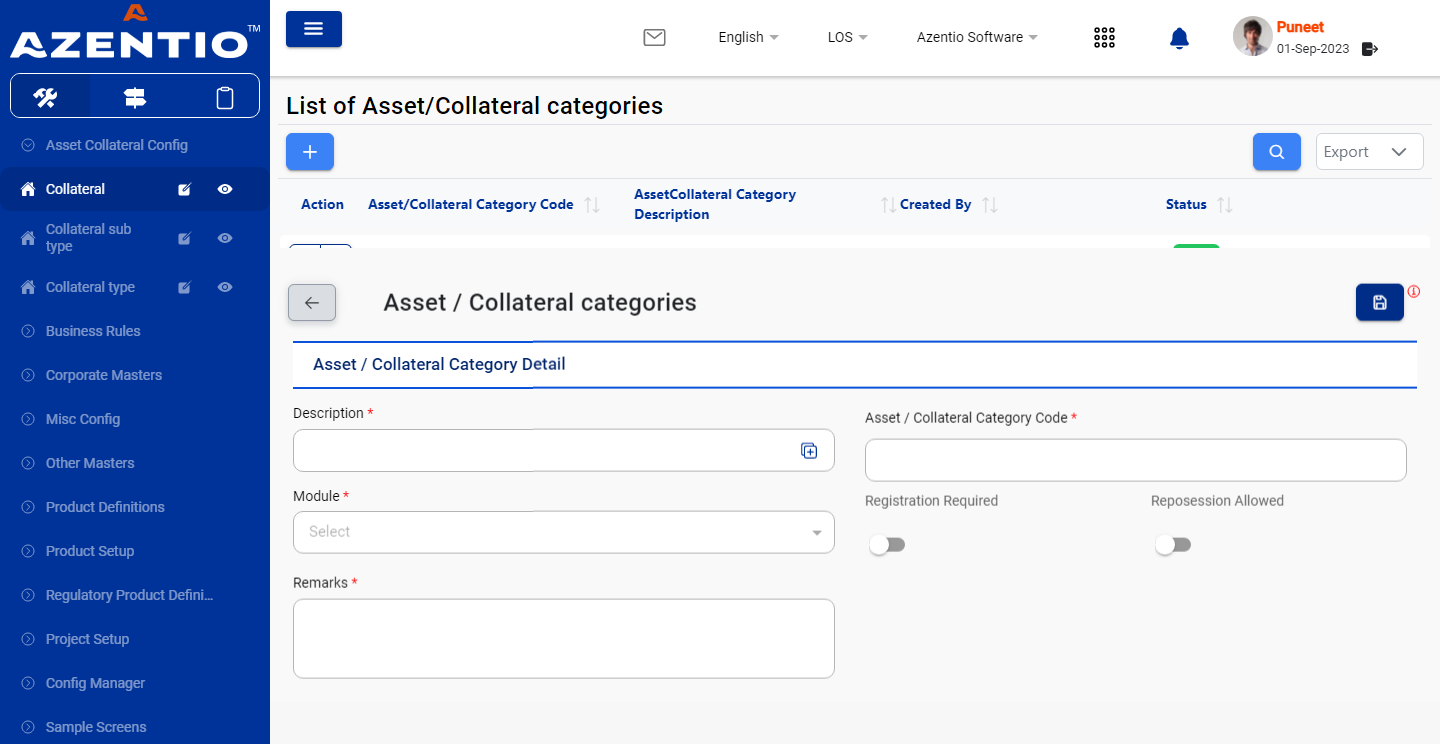 AZENTIO™
English
LOS
Azentio Software
Puneet
01-Sep-2023
Asset Collateral Config
Collateral
Collateral sub
type
Collateral type
Business Rules
Corporate Masters
Misc Config
Other Masters
Product Definitions
Product Setup
Regulatory Product Defini...
Project Setup
Config Manager
Sample Screens
List of Asset/Collateral categories
Export
Action
Asset/Collateral Category Code
AssetCollateral Category
Description
Created By
Status
Asset / Collateral categories
Asset / Collateral Category Detail
Description *
Asset / Collateral Category Code *
Module *
Select
Registration Required
Reposession Allowed
Remarks *